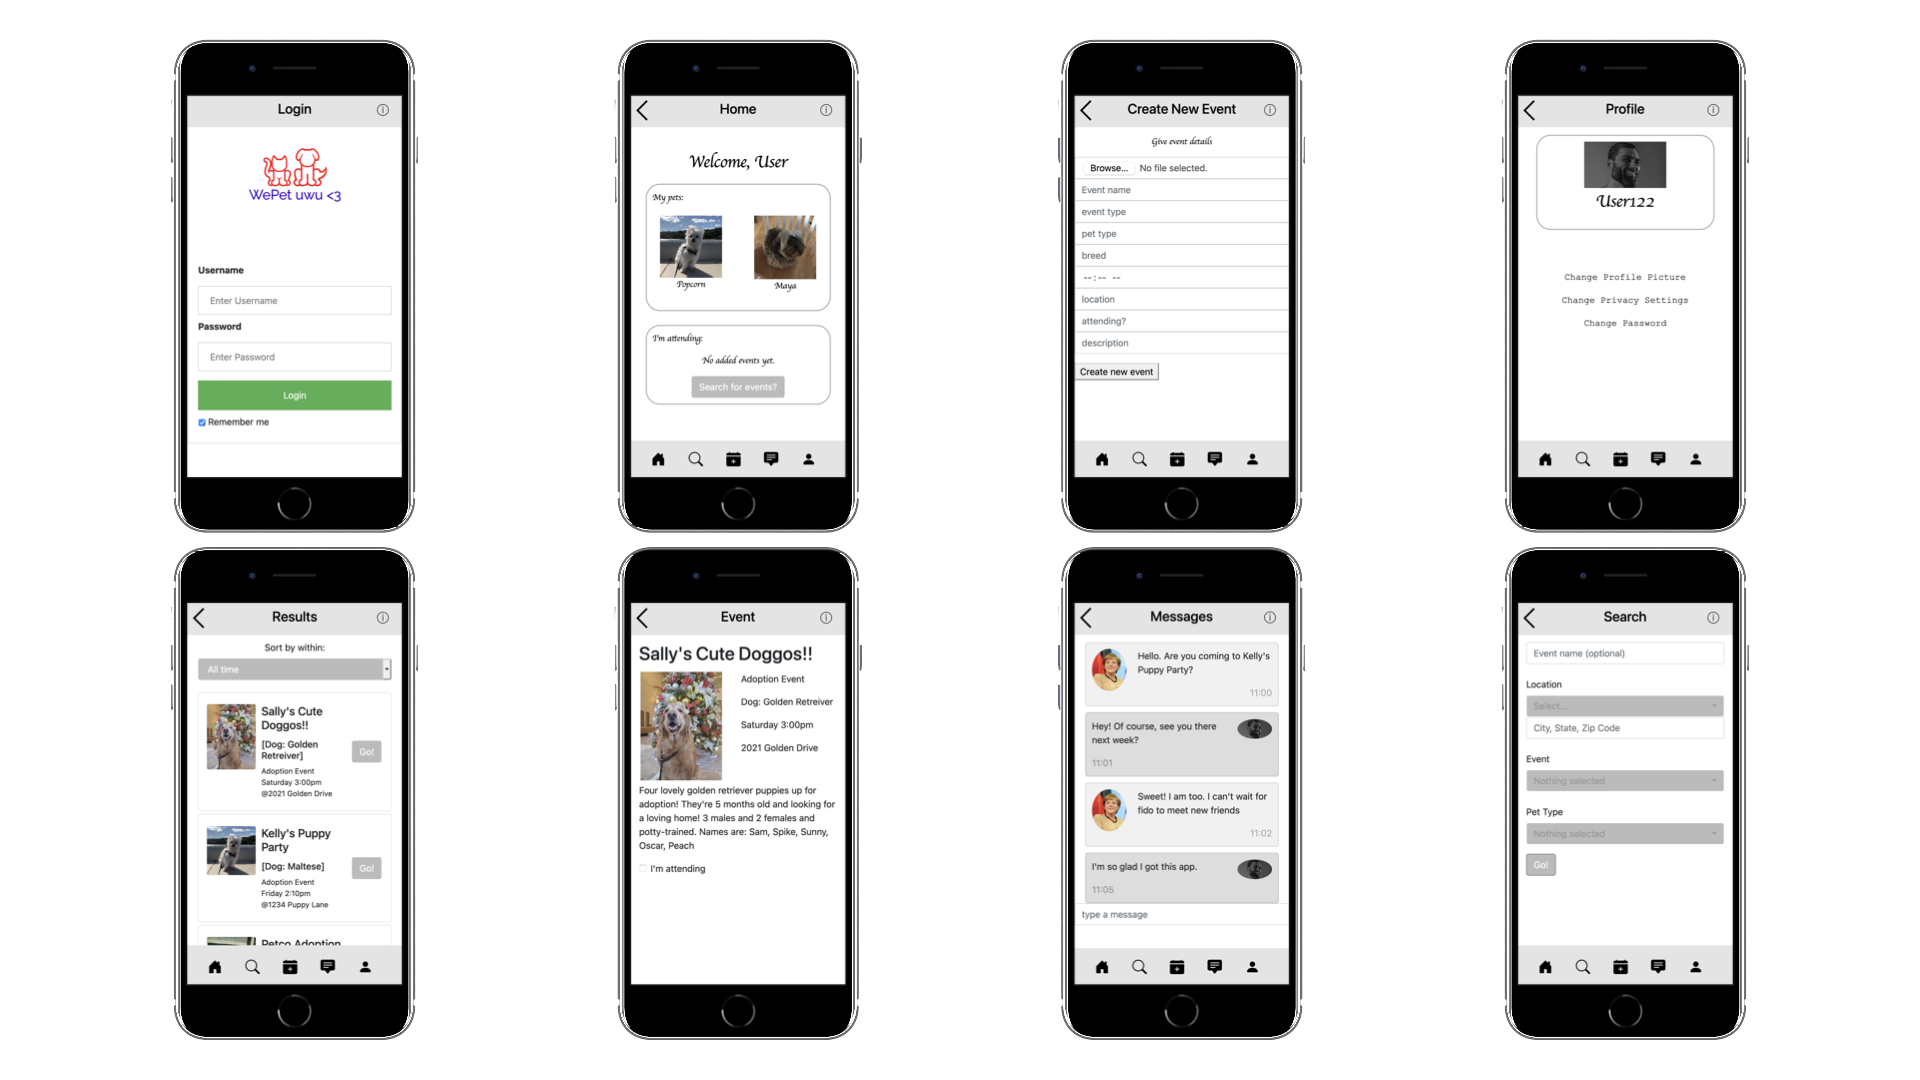 Login
WePet uwu <3
Username
Enter Username
Password
Enter Password
Login
Remember me
Home
Welcome, User
My pets:
Popcorn
Maya
I'm attending:
No added events yet.
Search for events?
Create New Event
Give event details
Browse... No file selected.
Event name
event type
pet type
breed
--:-- --
location
attending?
description
Create new event
Profile
User122
Change Profile Picture
Change Privacy Settings
Change Password
Results
Sort by within:
All time
Sally's Cute
Doggos!!
[Dog: Golden
Retreiver]
Go!
Adoption Event
Saturday 3:00pm
@2021 Golden Drive
Kelly's Puppy
Party
[Dog: Maltese]
Go!
Adoption Event
Friday 2:10pm
@1234 Puppy Lane
Petco Adoption
Event
Sally's Cute Doggos!!
Adoption Event
Dog: Golden Retreiver
Saturday 3:00pm
2021 Golden Drive
Four lovely golden retriever puppies up for
adoption! They're 5 months old and looking for
a loving home! 3 males and 2 females and
potty-trained. Names are: Sam, Spike, Sunny,
Oscar, Peach
I'm attending
Messages
Hello. Are you coming to Kelly's
Puppy Party?
11:00
Hey! Of course, see you there
next week?
11:01
Sweet! I am too. I can't wait for
fido to meet new friends
11:02
I'm so glad I got this app.
11:05
type a message
Search
Event name (optional)
Location
Select...
City, State, Zip Code
Event
Nothing selected
Pet Type
Nothing selected
Go!